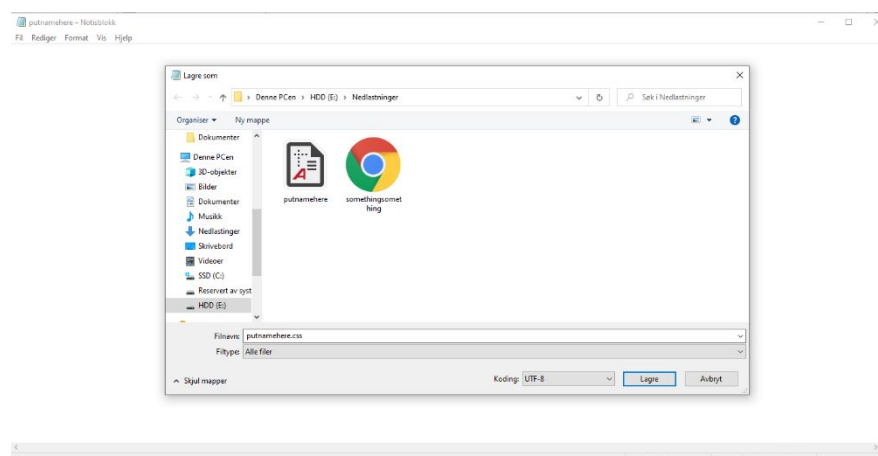 putnamehere – Notisblokk
Fil Rediger Format Vis Hjelp
Lagre som
Denne PCen › HDD (E:) › Nedlastninger
Søk i Nedlastninger
Organiser
Ny mappe
Dokumenter
Denne PCen
3D-objekter
Bilder
Dokumenter
Musikk
Nedlastinger
Skrivebord
Videoer
SSD (C:)
Reservert av syst
HDD (E:)
putnamehere
somethingsomet
hing
Filnavn: putnamehere.css
Filtype: Alle filer
Skjul mapper
Koding: UTF-8
Lagre
Avbryt